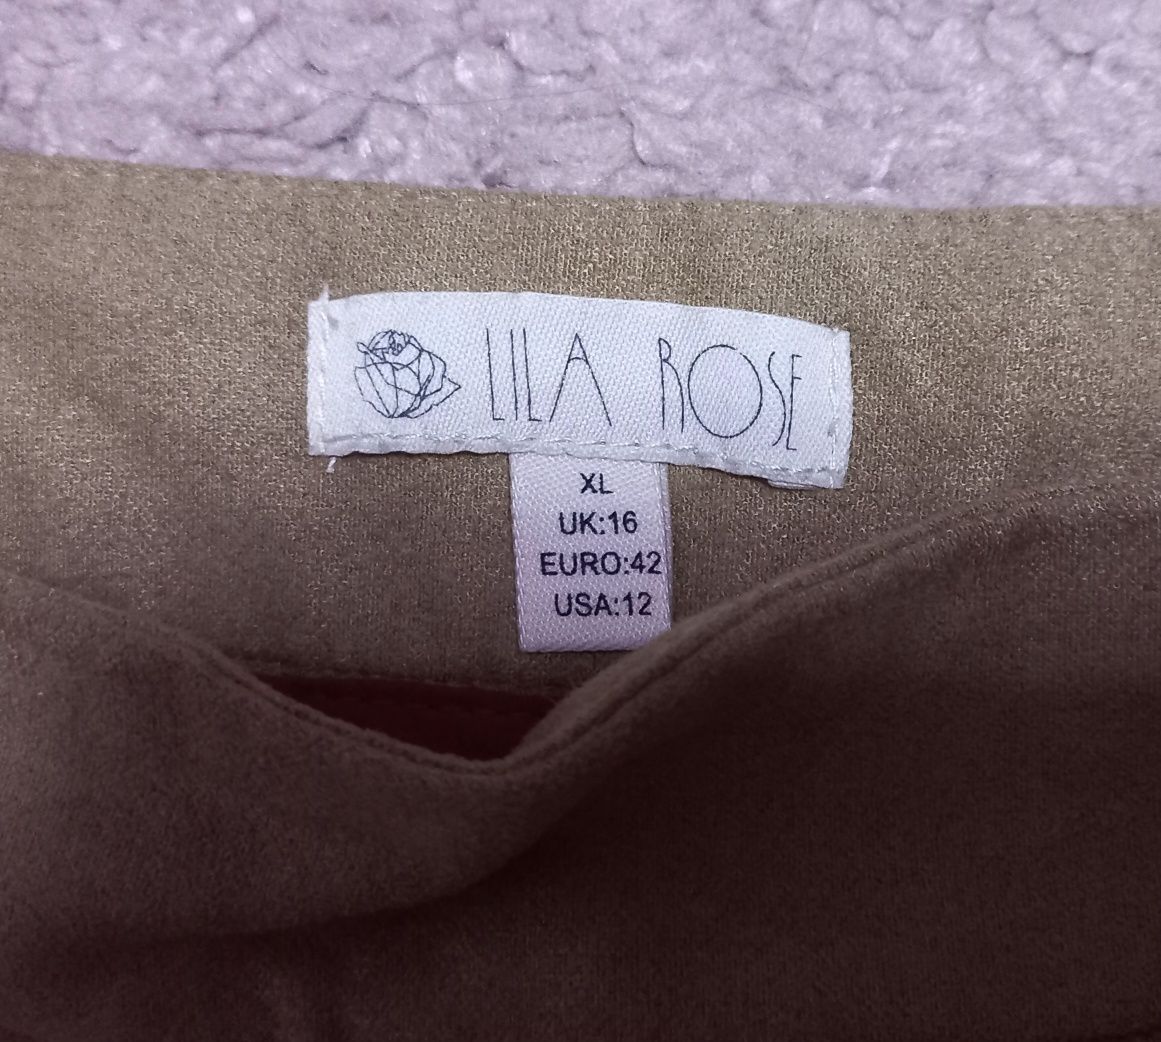 LILA ROSE
XL
UK:16
EURO:42
USA:12